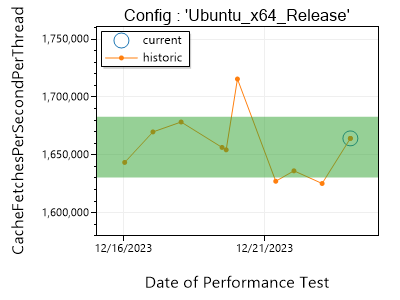 Config : 'Ubuntu_x64_Release'
current
historic
CacheFetchesPerSecondPerThread
1,750,000
1,700,000
1,650,000
1,600,000
12/16/2023
12/21/2023
Date of Performance Test